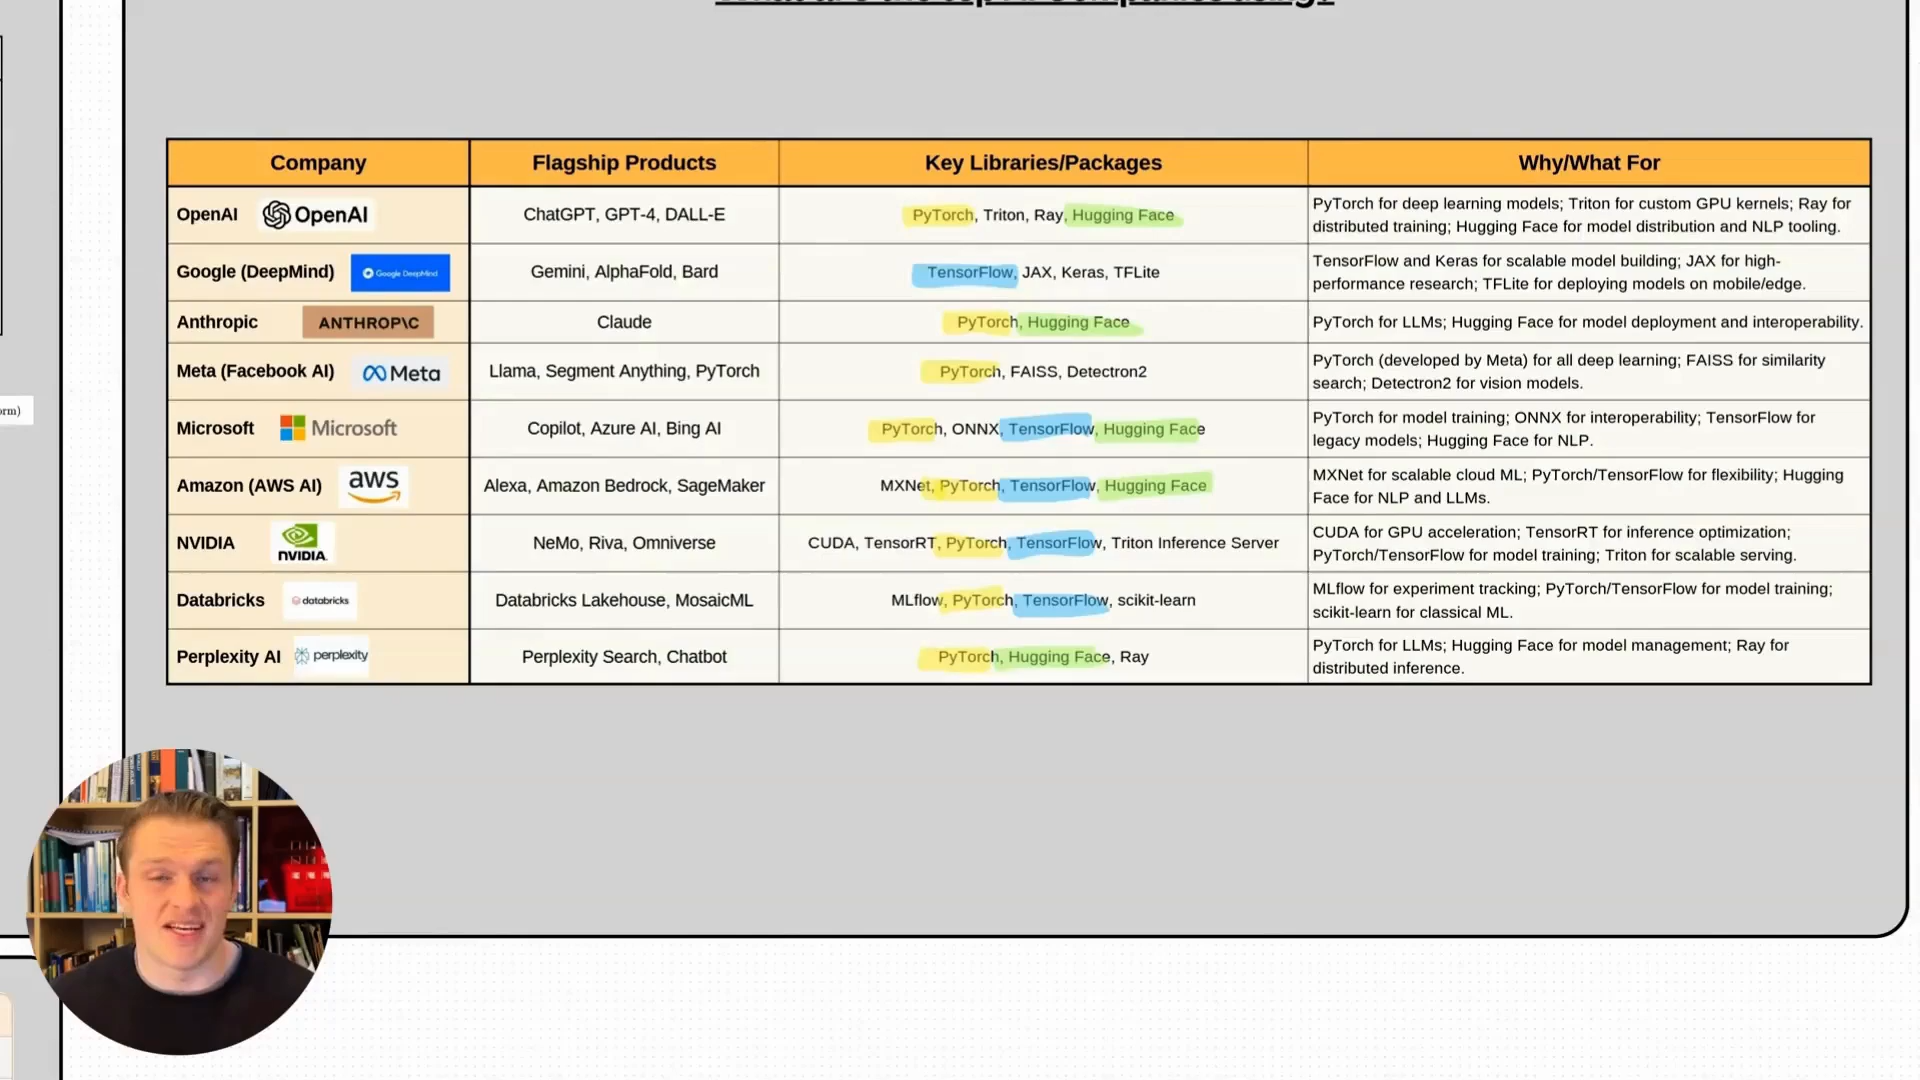 What are the top AI Companies using?
orm)
Company Flagship Products Key Libraries/Packages Why/What For
OpenAI OpenAI ChatGPT, GPT-4, DALL-E PyTorch, Triton, Ray, Hugging Face PyTorch for deep learning models; Triton for custom GPU kernels; Ray for
distributed training; Hugging Face for model distribution and NLP tooling.
Google (DeepMind) Google DeepMind Gemini, AlphaFold, Bard TensorFlow, JAX, Keras, TFLite TensorFlow and Keras for scalable model building; JAX for high-
performance research; TFLite for deploying models on mobile/edge.
Anthropic ANTHROP\C Claude PyTorch, Hugging Face PyTorch for LLMs; Hugging Face for model deployment and interoperability.
Meta (Facebook AI) Meta Llama, Segment Anything, PyTorch PyTorch, FAISS, Detectron2 PyTorch (developed by Meta) for all deep learning; FAISS for similarity
search; Detectron2 for vision models.
Microsoft Microsoft Copilot, Azure AI, Bing AI PyTorch, ONNX, TensorFlow, Hugging Face PyTorch for model training; ONNX for interoperability; TensorFlow for
legacy models; Hugging Face for NLP.
Amazon (AWS AI) aws Alexa, Amazon Bedrock, SageMaker MXNet, PyTorch, TensorFlow, Hugging Face MXNet for scalable cloud ML; PyTorch/TensorFlow for flexibility; Hugging
Face for NLP and LLMs.
NVIDIA NVIDIA. NeMo, Riva, Omniverse CUDA, TensorRT, PyTorch, TensorFlow, Triton Inference Server CUDA for GPU acceleration; TensorRT for inference optimization;
PyTorch/TensorFlow for model training; Triton for scalable serving.
Databricks databricks Databricks Lakehouse, MosaicML MLflow, PyTorch, TensorFlow, scikit-learn MLflow for experiment tracking; PyTorch/TensorFlow for model training;
scikit-learn for classical ML.
Perplexity AI perplexity Perplexity Search, Chatbot PyTorch, Hugging Face, Ray PyTorch for LLMs; Hugging Face for model management; Ray for
distributed inference.